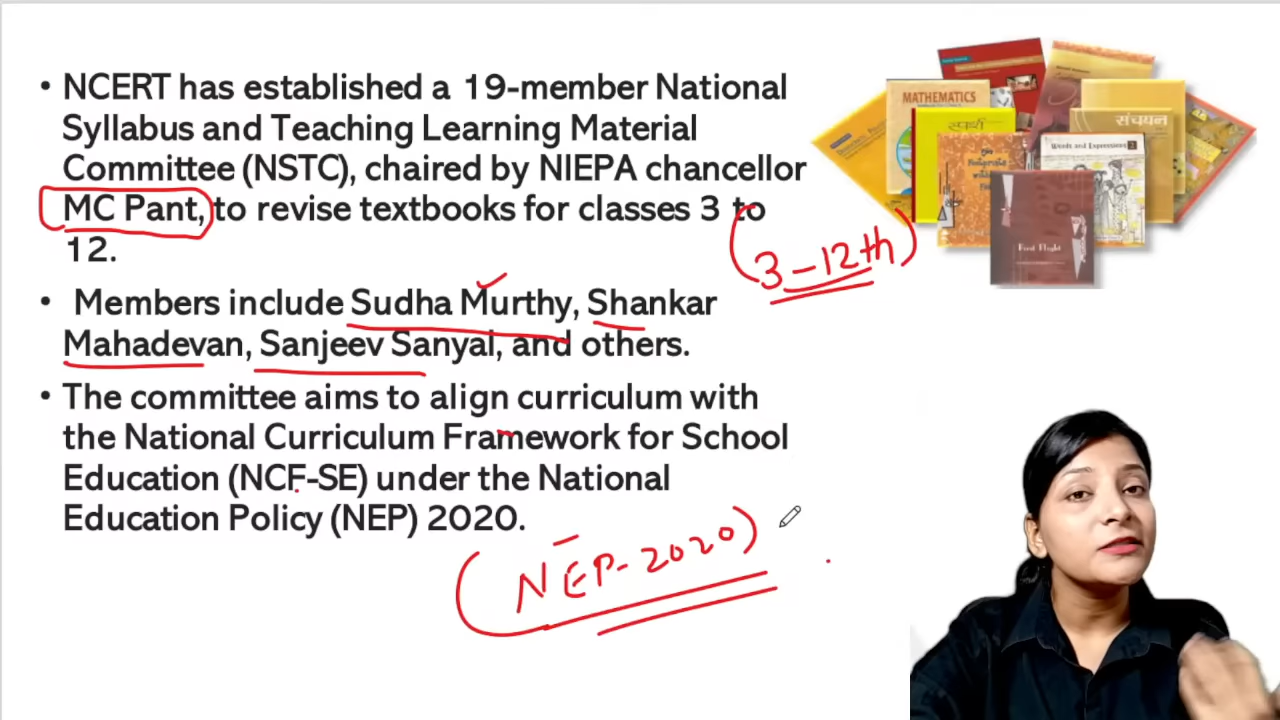 • NCERT has established a 19-member National
Syllabus and Teaching Learning Material
Committee (NSTC), chaired by NIEPA chancellor
MC Pant, to revise textbooks for classes 3 to
12.
(3-12th)
• Members include Sudha Murthy, Shankar
Mahadevan, Sanjeev Sanyal, and others.
• The committee aims to align curriculum with
the National Curriculum Framework for School
Education (NCF-SE) under the National
Education Policy (NEP) 2020.
(NEP-2020)
MATHEMATICS
स्पर्श
संचयन
Words and Expressions 2
First Flight